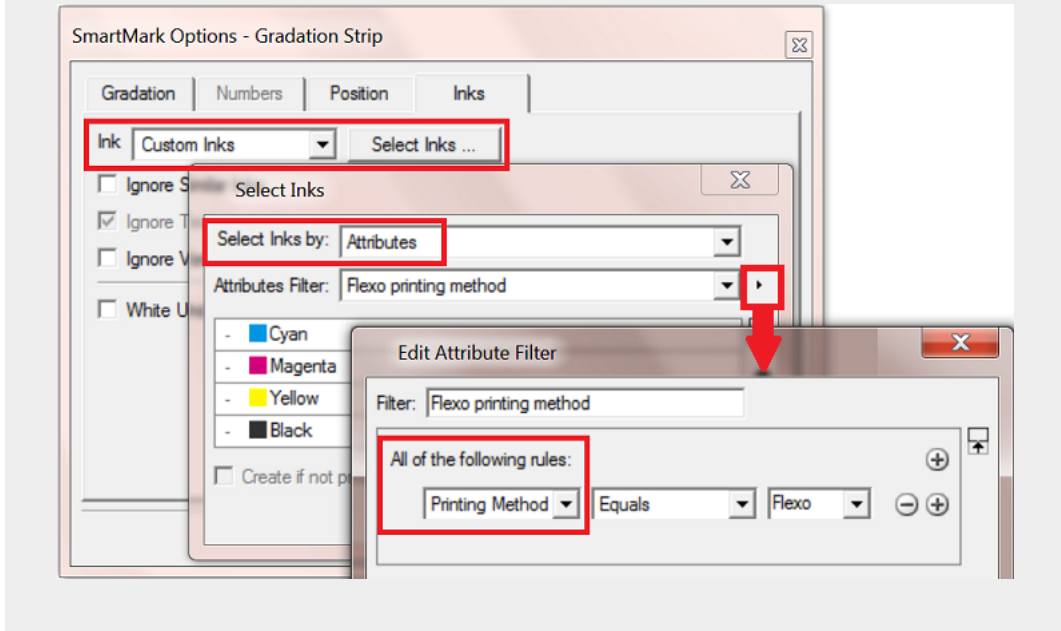 SmartMark Options - Gradation Strip
Gradation Numbers Position Inks
Ink Custom Inks Select Inks ...
Ignore
Select Inks
Ignore
Select Inks by: Attributes
Ignore
Attributes Filter: Flexo printing method
White
- Cyan
Edit Attribute Filter
- Magenta
- Yellow
Filter: Flexo printing method
- Black
All of the following rules:
Create if not
Printing Method Equals Flexo